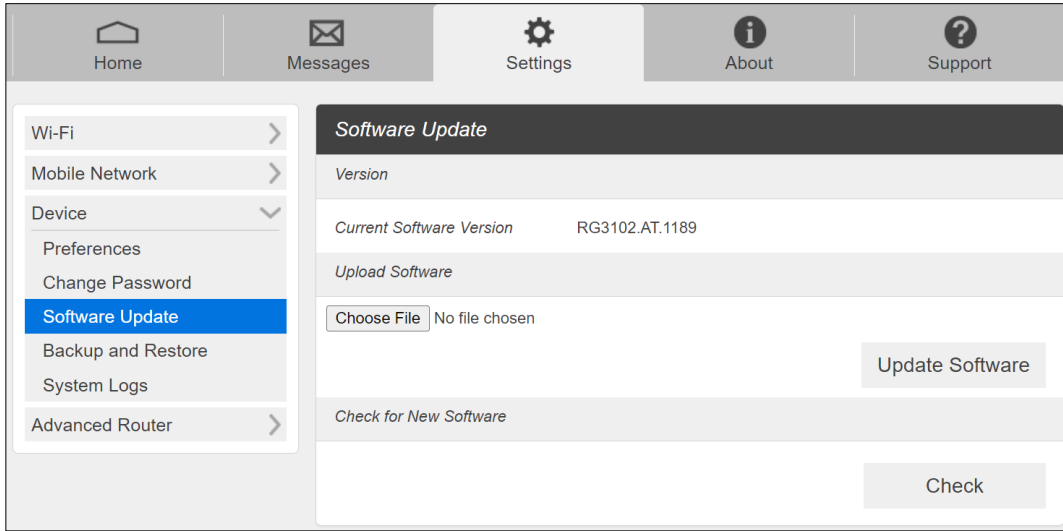 Home
Messages
Settings
About
Support
Wi-Fi
Mobile Network
Device
Preferences
Change Password
Software Update
Backup and Restore
System Logs
Advanced Router
Software Update
Version
Current Software Version RG3102.AT.1189
Upload Software
Choose File No file chosen
Update Software
Check for New Software
Check